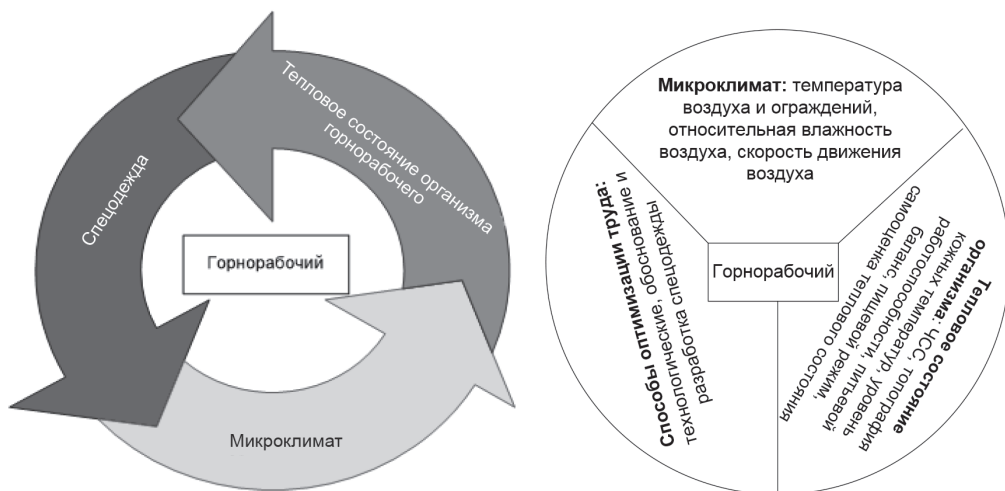 Спецодежда
Тепловое состояние организма
горнорабочего
Горнорабочий
Микроклимат
Микроклимат: температура
воздуха и ограждений,
относительная влажность
воздуха, скорость движения
воздуха
Горнорабочий
Способы оптимизации труда:
технологические, обоснование и
разработка спецодежды
Тепловое состояние
организма: ЧСС, топография
кожных температур, уровень
работоспособности, питьевой
баланс, пищевой режим,
самооценка теплового состояния